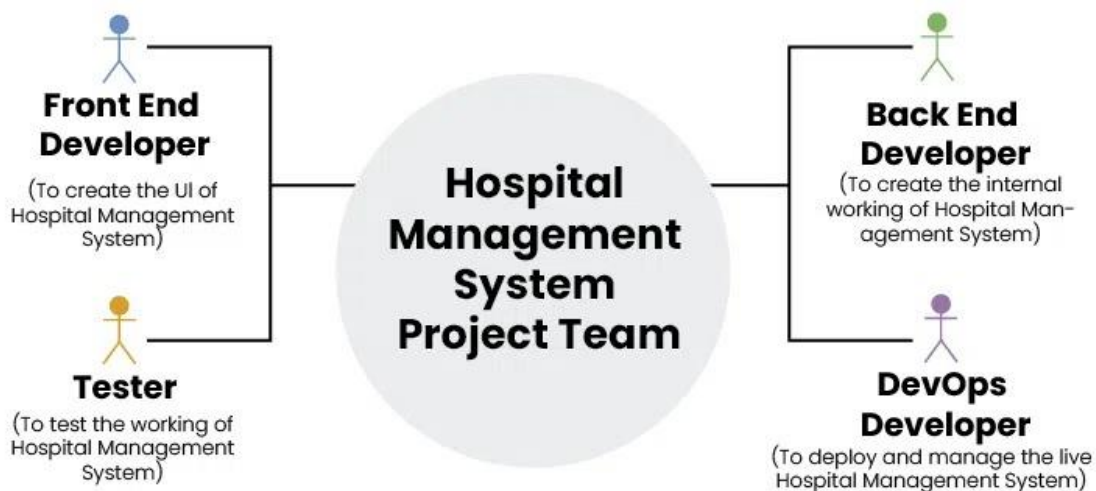 Front End
Developer
(To create the UI of
Hospital Management
System)
Tester
(To test the working of
Hospital Management
System)
Hospital
Management
System
Project Team
Back End
Developer
(To create the internal
working of Hospital Man-
agement System)
DevOps
Developer
(To deploy and manage the live
Hospital Management System)